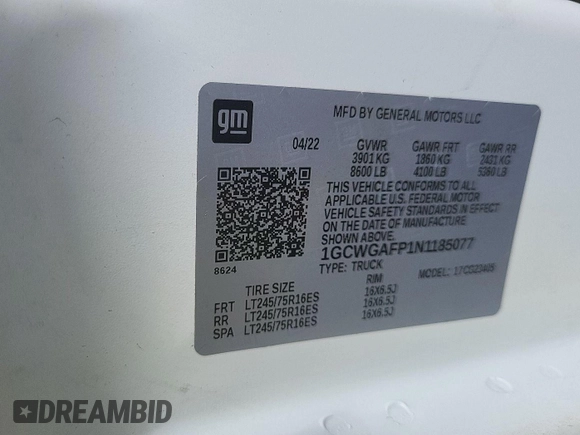 gm
MFD BY GENERAL MOTORS LLC
04/22 GVWR GAWR FRT GAWR RR
3901 KG 1860 KG 2431 KG
8600 LB 4100 LB 5360 LB
THIS VEHICLE CONFORMS TO ALL
APPLICABLE U.S. FEDERAL MOTOR
VEHICLE SAFETY STANDARDS IN EFFECT
ON THE DATE OF MANUFACTURE
SHOWN ABOVE.
1GCWGAFP1N1185077
8624
TYPE: TRUCK MODEL:
TIRE SIZE RIM
FRT LT245/75R16ES 16X6.5J
RR LT245/75R16ES 16X6.5J
SPA LT245/75R16ES 16X6.5J
DREAMBID